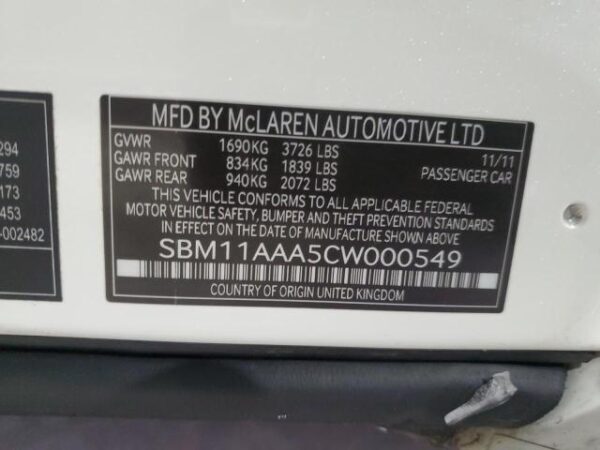 MFD BY McLAREN AUTOMOTIVE LTD
GVWR 1690KG 3726 LBS 11/11
GAWR FRONT 834KG 1839 LBS PASSENGER CAR
GAWR REAR 940KG 2072 LBS
THIS VEHICLE CONFORMS TO ALL APPLICABLE FEDERAL
MOTOR VEHICLE SAFETY, BUMPER AND THEFT PREVENTION STANDARDS
IN EFFECT ON THE DATE OF MANUFACTURE SHOWN ABOVE
SBM11AAA5CW000549
COUNTRY OF ORIGIN UNITED KINGDOM
294
759
173
453
-002482